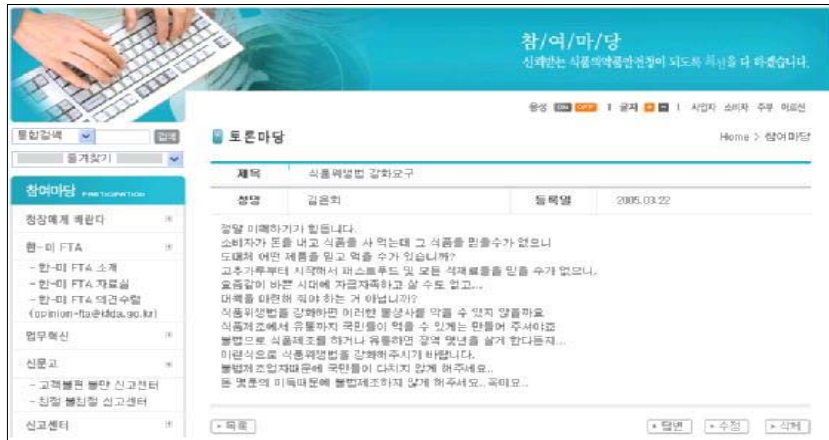 참/여/마/당
신뢰받는 식품의약품안전청이 되도록 최선을 다 하겠습니다.
음성 ON OFF | 글자 + - | 사업자 소비자 주부 어르신
통합검색 검색
토론마당
Home > 참여마당
즐겨찾기
참여마당 PARTICIPATION
청장에게 바란다
한-미 FTA
- 한-미 FTA 소개
- 한-미 FTA 자료실
- 한-미 FTA 의견수렴
(opinion-fta@kfda.go.kr)
업무혁신
신문고
- 고객불편 불만 신고센터
- 친절 불친절 신고센터
신고센터
제목 식품위생법 강화요구
성명 김은희 등록일 2005.03.22
정말 이해하기가 힘듭니다.
소비자가 돈을 내고 식품을 사 먹는데 그 식품을 믿을수가 없으니
도대체 어떤 제품을 믿고 먹을 수가 있습니까?
고추가루부터 시작해서 패스트푸드 및 모든 식재료들을 믿을 수가 없으니.
요즘같이 바쁜 시대에 자급자족하고 살 수도 없고...
대책을 마련해 줘야 하는 거 아닙니까?
식품위생법을 강화하면 이러한 불상사를 막을 수 있지 않을까요
식품제조에서 유통까지 국민들이 먹을 수 있게는 만들어 주셔야죠
불법으로 식품제조를 하거나 유통하면 징역 몇년을 살게 한다든지...
이런식으로 식품위생법을 강화해주시기 바랍니다.
불법제조업자때문에 국민들이 다치지 않게 해주세요..
돈 몇푼의 이득때문에 불법제조하지 않게 해주세요..꼭이요..
목록
답변 수정 삭제